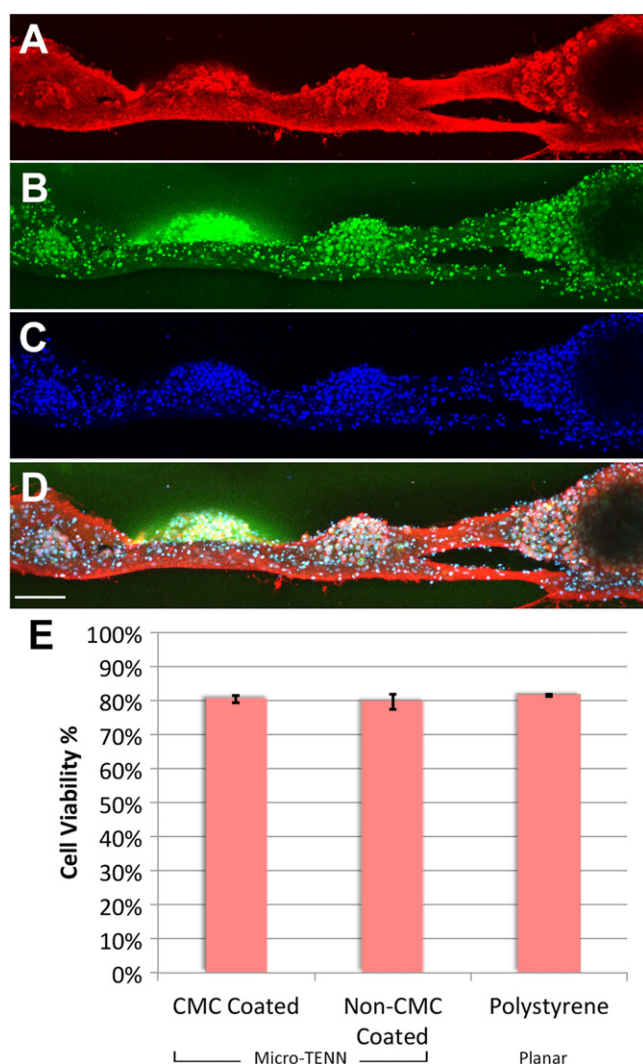 A
B
C
D
E
100%
90%
80%
70%
60%
50%
40%
30%
20%
10%
0%
Cell Viability %
CMC Coated
Non-CMC
Coated
Polystyrene
Micro-TENN
Planar